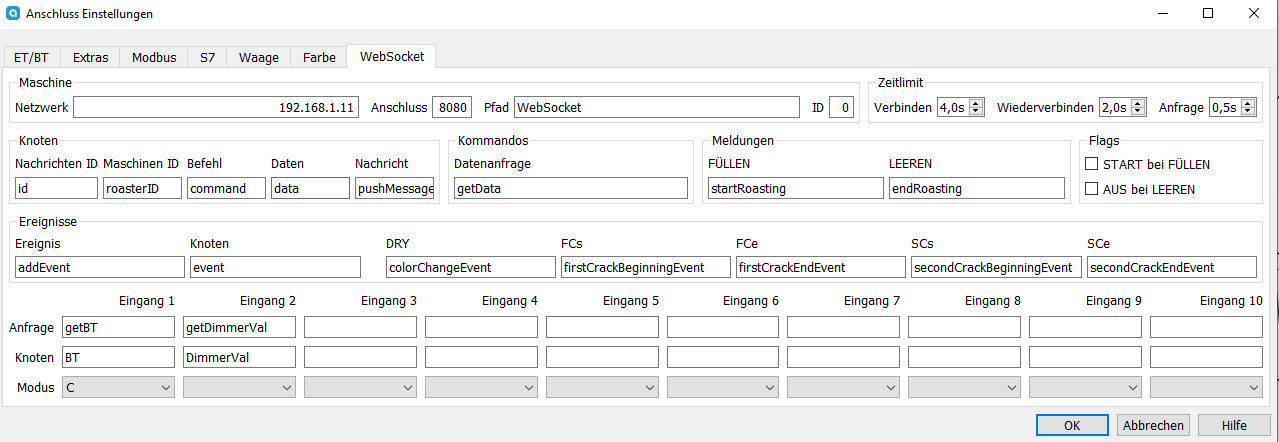 Anschluss Einstellungen
ET/BT Extras Modbus S7 Waage Farbe WebSocket
Maschine Zeitlimit
Netzwerk 192.168.1.11 Anschluss 8080 Pfad WebSocket ID 0 Verbinden 4,0s Wiederverbinden 2,0s Anfrage 0,5s
Knoten Kommandos Meldungen Flags
Nachrichten ID Maschinen ID Befehl Daten Nachricht Datenanfrage FÜLLEN LEEREN START bei FÜLLEN
id roasterID command data pushMessage getData startRoasting endRoasting AUS bei LEEREN
Ereignisse
Ereignis Knoten DRY FCs FCe SCs SCe
addEvent event colorChangeEvent firstCrackBeginningEvent firstCrackEndEvent secondCrackBeginningEvent secondCrackEndEvent
Eingang 1 Eingang 2 Eingang 3 Eingang 4 Eingang 5 Eingang 6 Eingang 7 Eingang 8 Eingang 9 Eingang 10
Anfrage getBT getDimmerVal
Knoten BT DimmerVal
Modus C
OK Abbrechen Hilfe